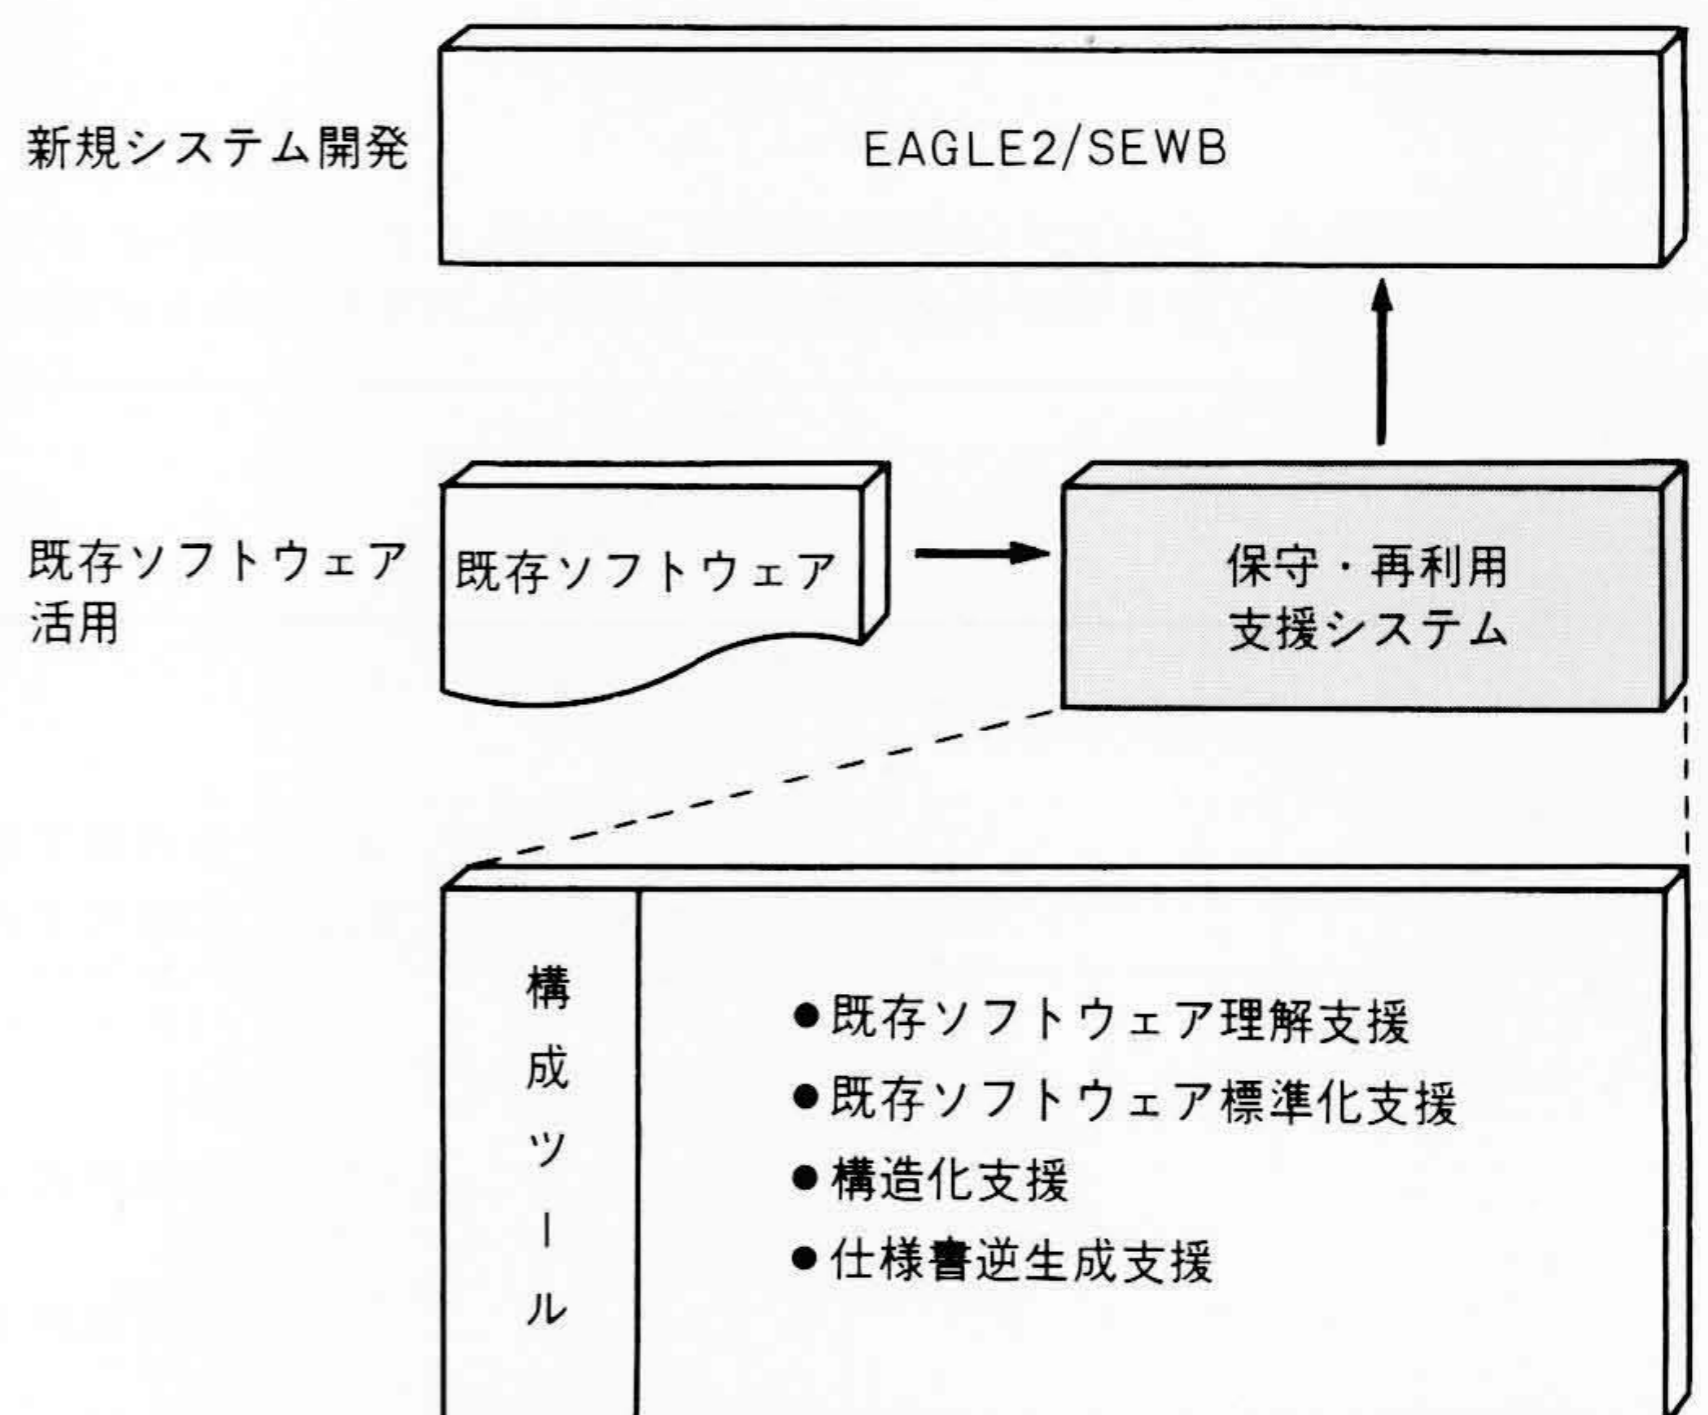 新規システム開発
EAGLE2/SEWB
既存ソフトウェア
活用
既存ソフトウェア
保守・再利用
支援システム
構成ツール
●既存ソフトウェア理解支援
●既存ソフトウェア標準化支援
●構造化支援
●仕様書逆生成支援